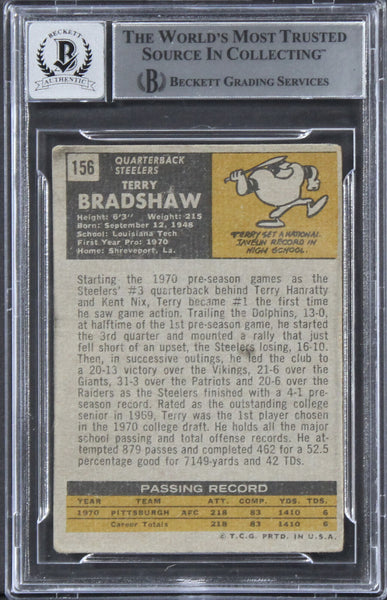 BECKETT
AUTHENTIC
THE WORLD'S MOST TRUSTED
SOURCE IN COLLECTING™
B BECKETT GRADING SERVICES
156
QUARTERBACK
STEELERS
TERRY
BRADSHAW
Height: 6'3" Weight: 215
Born: September 12, 1948
School: Louisiana Tech
First Year Pro: 1970
Home: Shreveport, La.
TERRY SET A NATIONAL
JAVELIN RECORD IN
HIGH SCHOOL.
Starting the 1970 pre-season games as the
Steelers' #3 quarterback behind Terry Hanratty
and Kent Nix, Terry became #1 the first time
he saw game action. Trailing the Dolphins, 13-0,
at halftime of the 1st pre-season game, he started
the 3rd quarter and mounted a rally that just
fell short of an upset, the Steelers losing, 16-10.
Then, in successive outings, he led the club to
a 20-13 victory over the Vikings, 21-6 over the
Giants, 31-3 over the Patriots and 20-6 over the
Raiders as the Steelers finished with a 4-1 pre-
season record. Rated as the outstanding college
senior in 1969, Terry was the 1st player chosen
in the 1970 college draft. He holds all the major
school passing and total offense records. He at-
tempted 879 passes and completed 462 for a 52.5
percentage good for 7149-yards and 42 TDs.
PASSING RECORD
YEAR TEAM ATT. COMP. YDS. TDS.
1970 PITTSBURGH AFC 218 83 1410 6
Career Totals 218 83 1410 6
© T.C.G. PRTD. IN U.S.A.